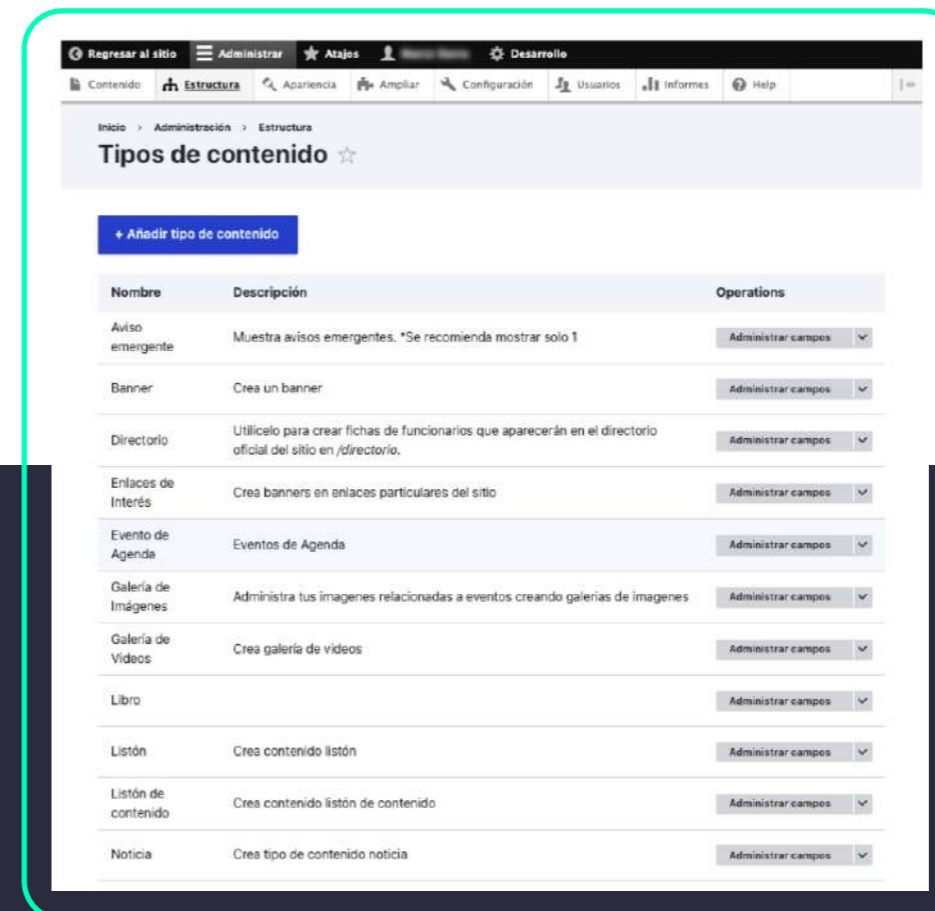 Regresar al sitio Administrar Atajos Desarrollo
Contenido Estructura Apariencia Ampliar Configuración Usuarios Informes Help
Inicio › Administración › Estructura
Tipos de contenido
+ Añadir tipo de contenido
Nombre Descripción Operations
Aviso
emergente
Muestra avisos emergentes. *Se recomienda mostrar solo 1
Administrar campos
Banner Crea un banner Administrar campos
Directorio
Utilícelo para crear fichas de funcionarios que aparecerán en el directorio
oficial del sitio en /directorio.
Administrar campos
Enlaces de
Interés
Crea banners en enlaces particulares del sitio
Administrar campos
Evento de
Agenda
Eventos de Agenda
Administrar campos
Galería de
Imágenes
Administra tus imagenes relacionadas a eventos creando galerias de imagenes
Administrar campos
Galería de
Videos
Crea galería de videos
Administrar campos
Libro Administrar campos
Listón Crea contenido listón Administrar campos
Listón de
contenido
Crea contenido listón de contenido
Administrar campos
Noticia Crea tipo de contenido noticia Administrar campos